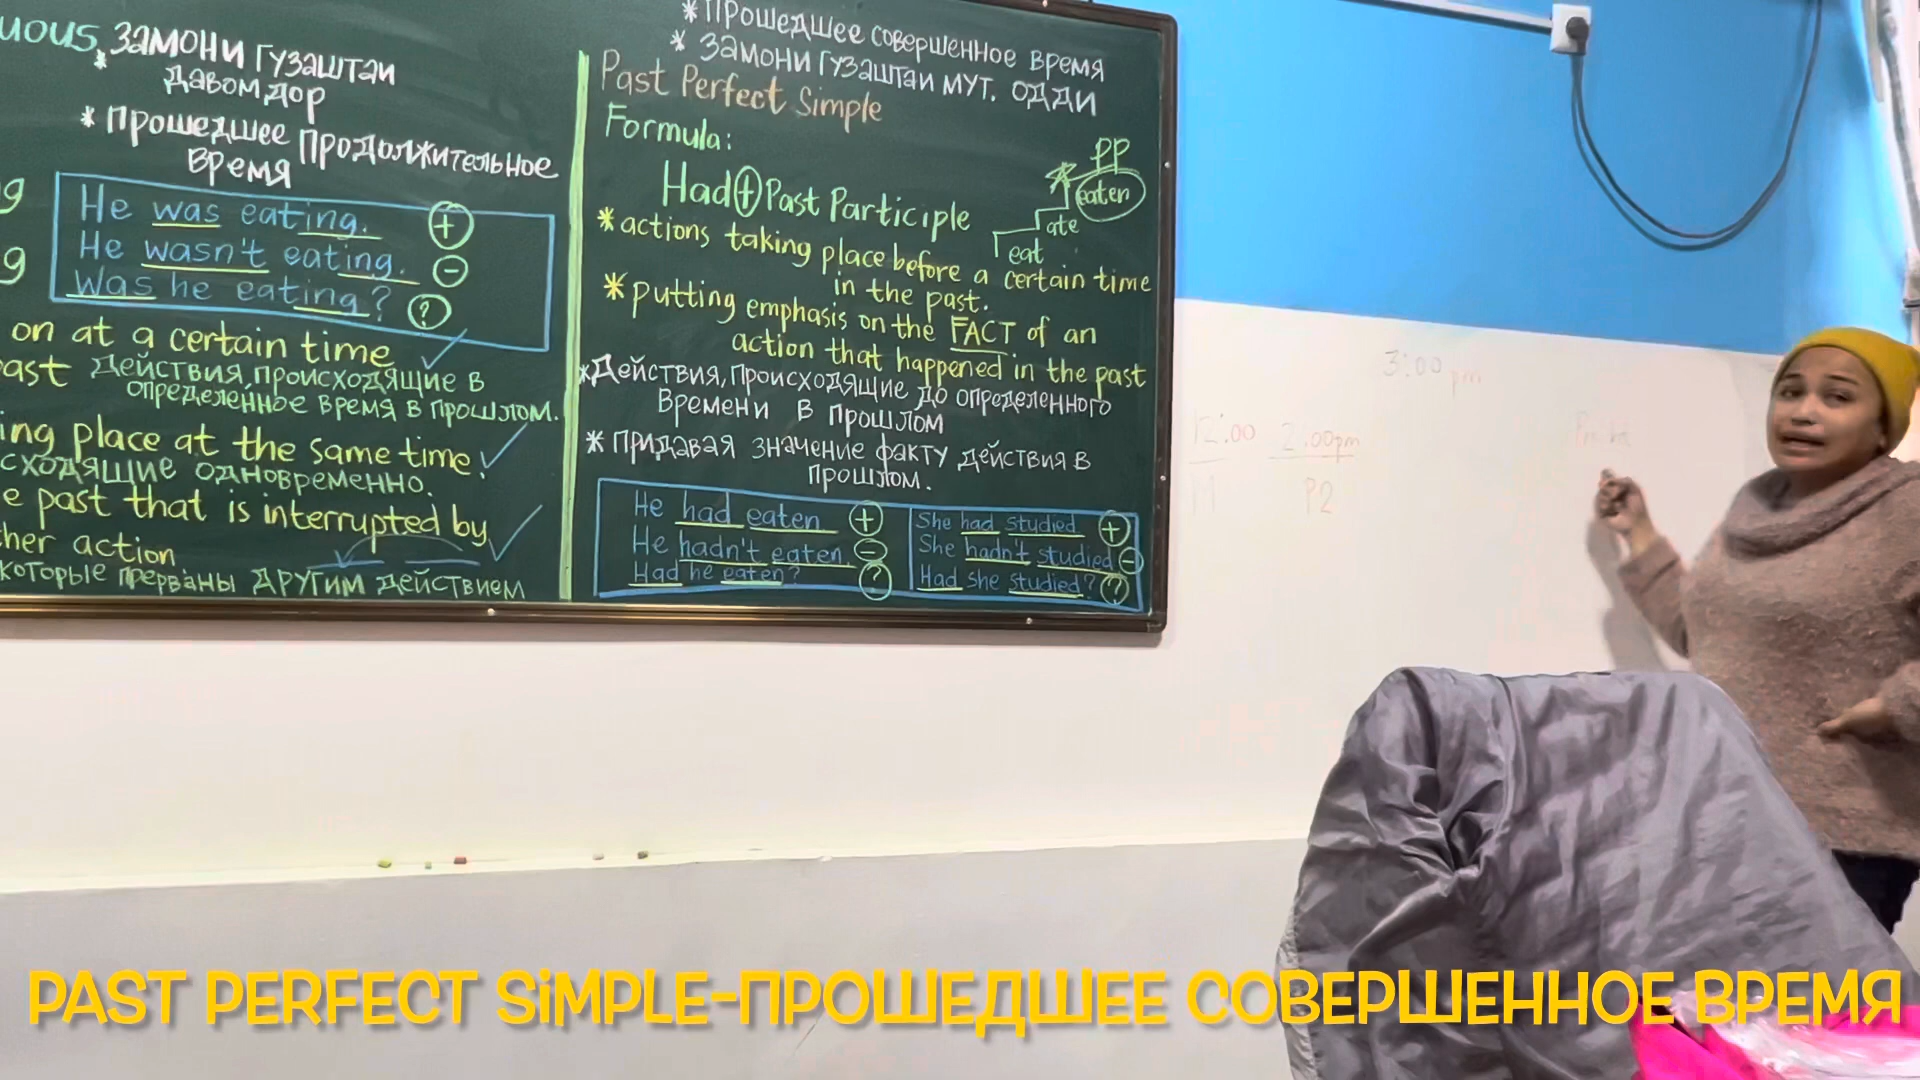 uous
* ЗАМОНИ ГУЗАШТАИ
ДАВОМДОР
* Прошедшее Продолжительное
Время
g
g
He was eating. +
He wasn't eating. -
Was he eating? ?
on at a certain time
past
Действия, происходящие в
определенное время в прошлом.
ing place at the same time.
сходящие одновременно.
e past that is interrupted by
her action
которые прерваны другим действием
* Прошедшее совершенное время
* Замони гузаштаи мут. одди
Past Perfect Simple
Formula:
Had + Past Participle
PP
eaten
ate
eat
* actions taking place before a certain time
in the past.
* putting emphasis on the FACT of an
action that happened in the past
* Действия, происходящие до определенного
времени в прошлом
* придавая значение факту действия в
прошлом.
He had eaten +
He hadn't eaten. -
Had he eaten? ?
She had studied +
She hadn't studied -
Had she studied? ?
3:00 pm
12:00
2:00pm
P2
PAST PERFECT SIMPLE-ПРОШЕДШЕЕ СОВЕРШЕННОЕ ВРЕМЯ